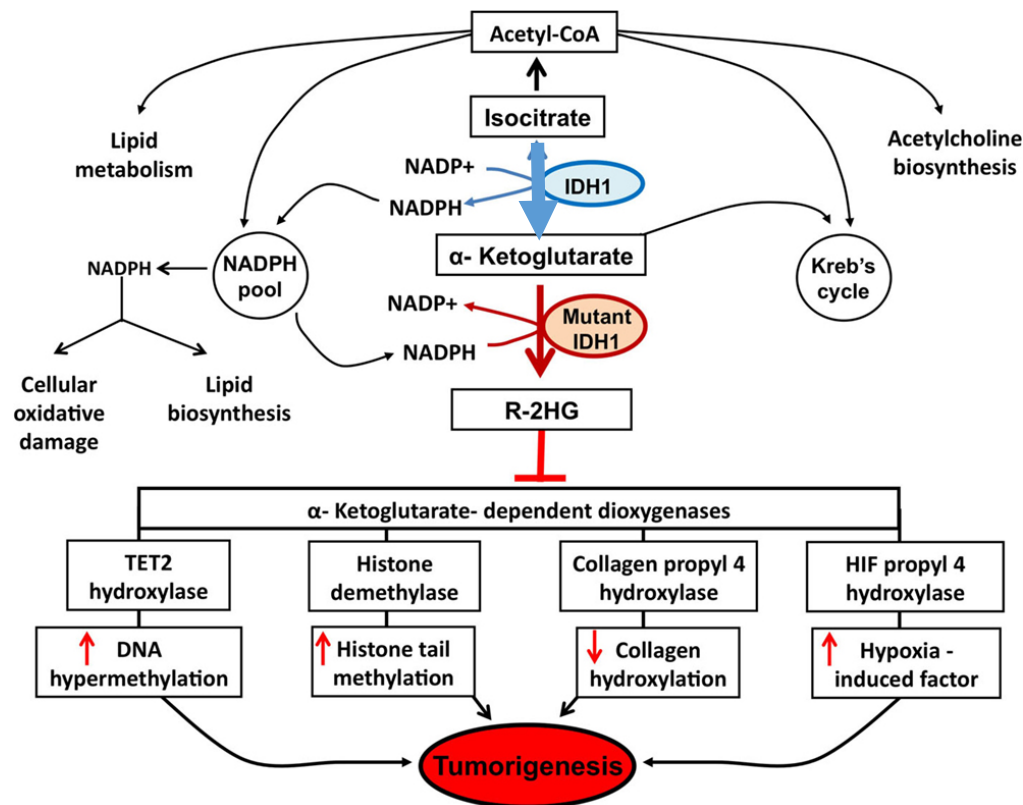 Acetyl-CoA
Isocitrate
Lipid
metabolism
Acetylcholine
biosynthesis
NADP+
IDH1
NADPH
α- Ketoglutarate
NADPH
NADPH
pool
Kreb's
cycle
NADP+
Mutant
IDH1
NADPH
Cellular
oxidative
damage
Lipid
biosynthesis
R-2HG
α- Ketoglutarate- dependent dioxygenases
TET2
hydroxylase
Histone
demethylase
Collagen propyl 4
hydroxylase
HIF propyl 4
hydroxylase
DNA
hypermethylation
Histone tail
methylation
Collagen
hydroxylation
Hypoxia -
induced factor
Tumorigenesis